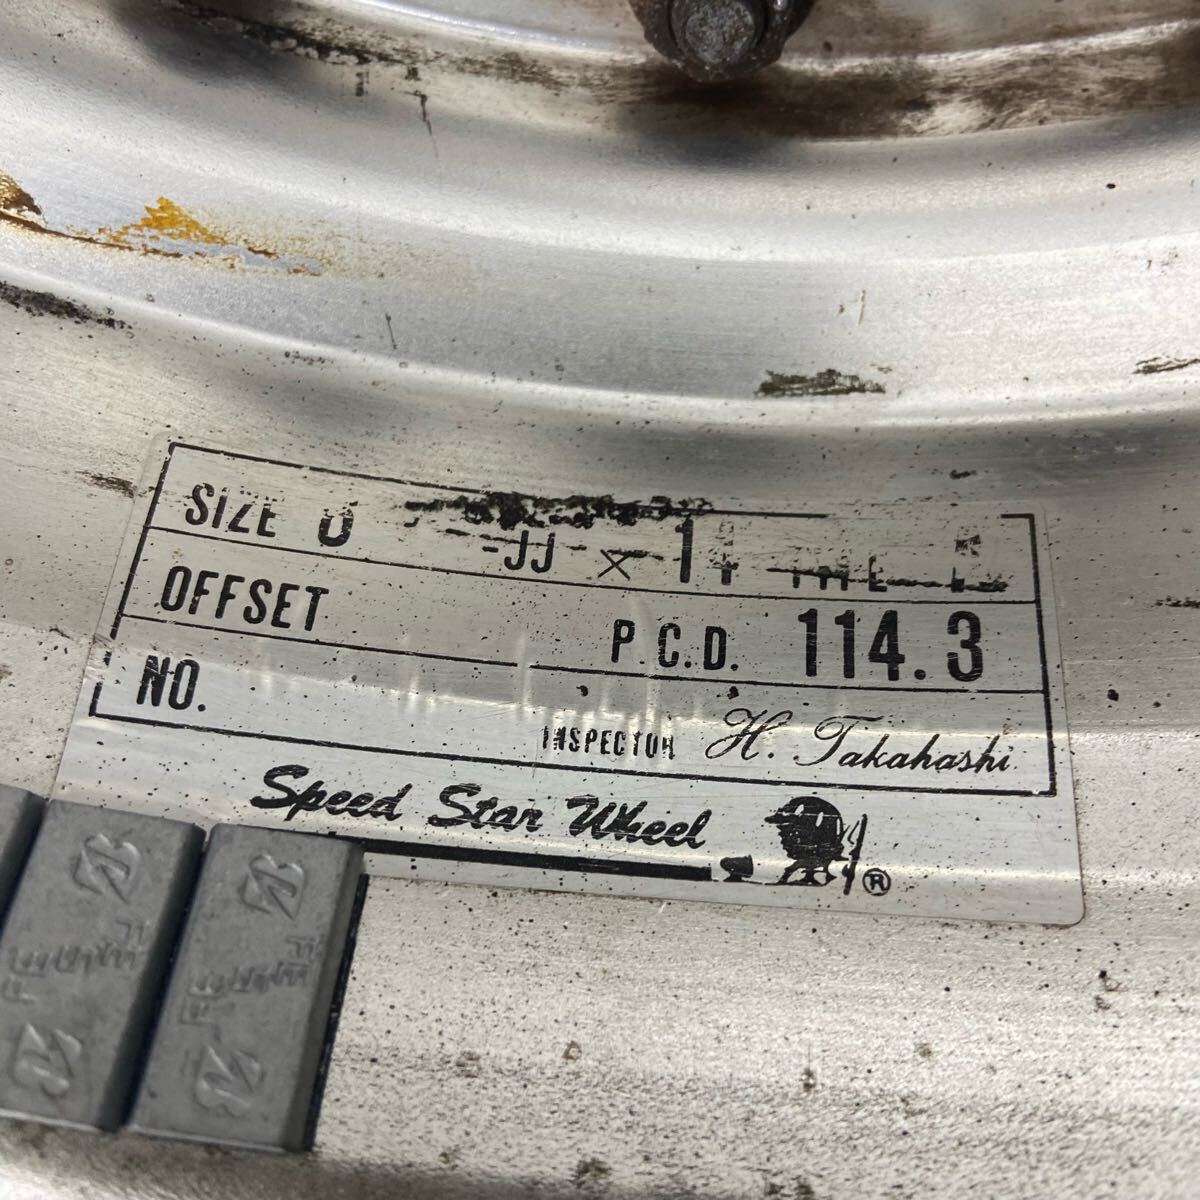 SIZE -JJ × 14
OFFSET P.C.D. 114.3
NO. INSPECTOR H. Takahashi
Speed Star Wheel ®